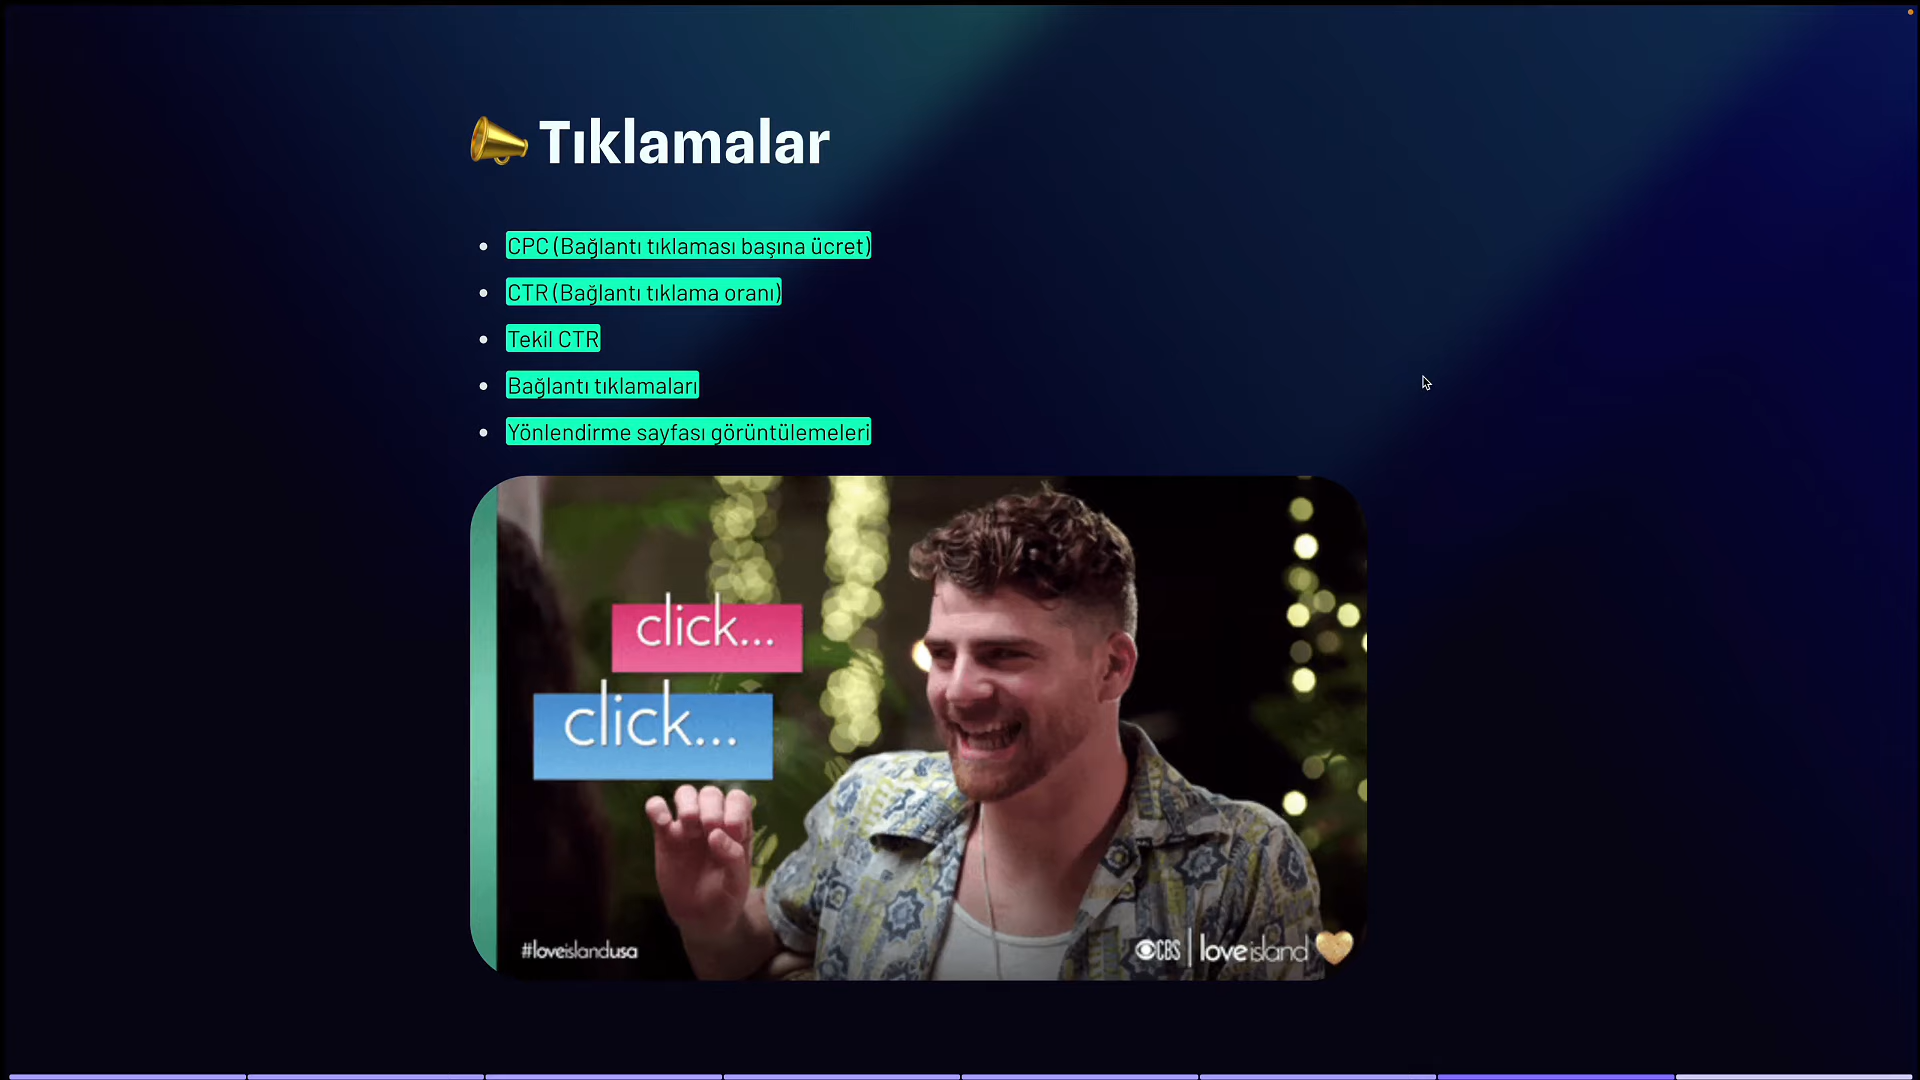 Tıklamalar
CPC (Bağlantı tıklaması başına ücret)
CTR (Bağlantı tıklama oranı)
Tekil CTR
Bağlantı tıklamaları
Yönlendirme sayfası görüntülemeleri
click...
click...
#loveislandusa
CBS | loveisland